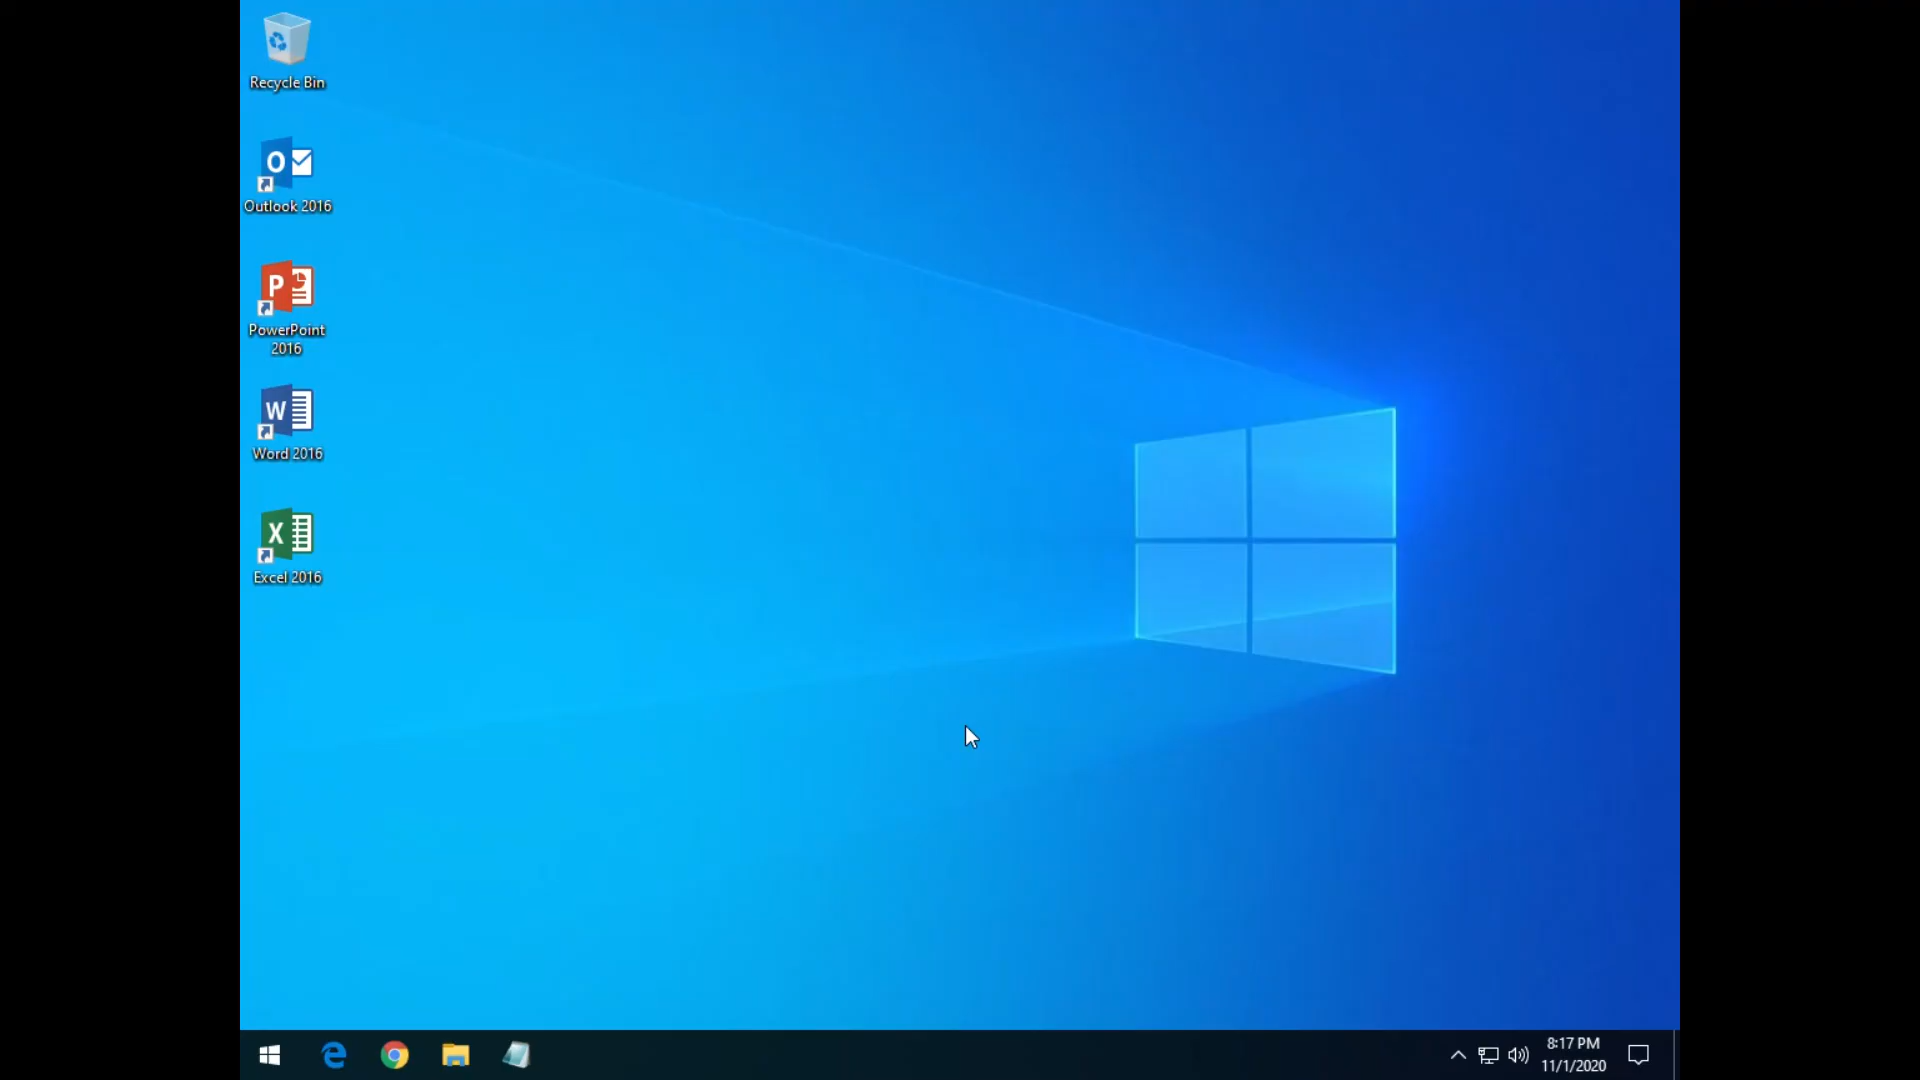 Recycle Bin
Outlook 2016
PowerPoint
2016
Word 2016
Excel 2016
8:17 PM
11/1/2020